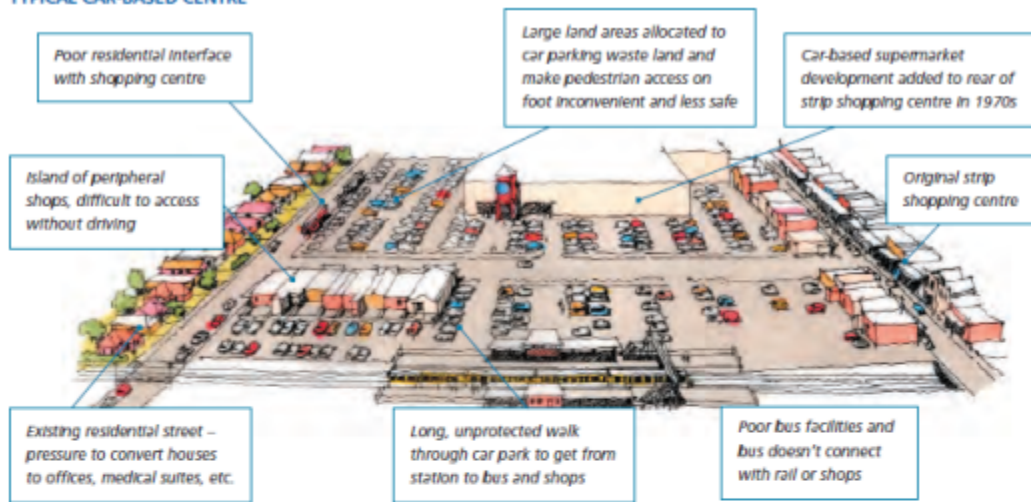 TYPICAL CAR-BASED CENTRE
Poor residential interface
with shopping centre
Large land areas allocated to
car parking waste land and
make pedestrian access on
foot inconvenient and less safe
Car-based supermarket
development added to rear of
strip shopping centre in 1970s
Island of peripheral
shops, difficult to access
without driving
Original strip
shopping centre
Existing residential street –
pressure to convert houses
to offices, medical suites, etc.
Long, unprotected walk
through car park to get from
station to bus and shops
Poor bus facilities and
bus doesn't connect
with rail or shops